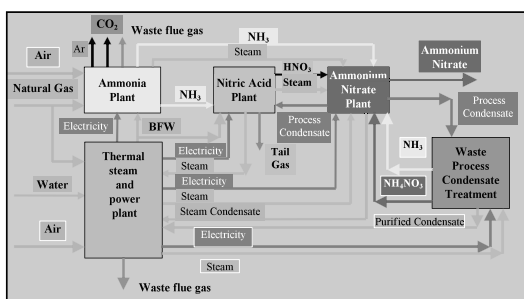 CO2
Waste flue gas
Ar
Air
NH3
Steam
Ammonium
Nitrate
Natural Gas
Ammonia
Plant
NH3
Nitric Acid
Plant
HNO3
Steam
Ammonium
Nitrate
Plant
Process
Condensate
Electricity
BFW
Process
Condensate
Tail
Gas
NH3
NH4NO3
Waste
Process
Condensate
Treatment
Thermal
steam
and
power
plant
Electricity
Steam
Electricity
Steam
Steam Condensate
Water
Purified Condensate
Air
Electricity
Steam
Waste flue gas